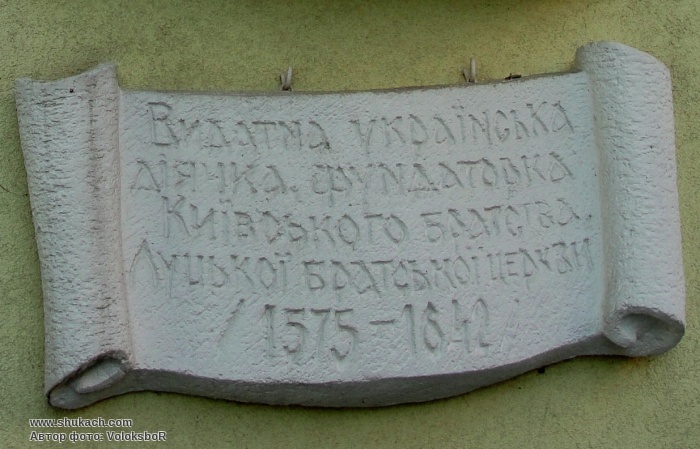 Видатна українська
діячка, фундаторка
Київського братства,
Луцької братської церкви
/ 1575 – 1642
www.shukach.com
Автор фото: VoloksboR